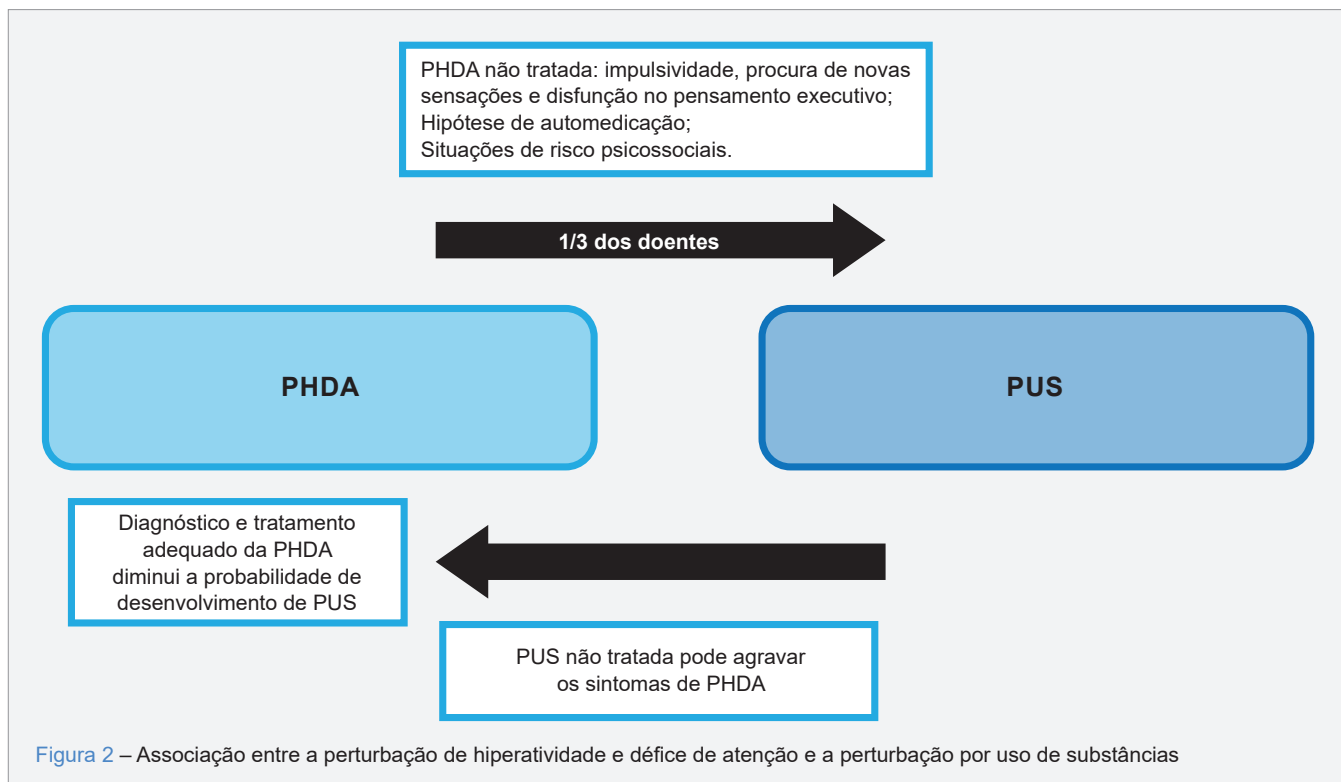 PHDA não tratada: impulsividade, procura de novas
sensações e disfunção no pensamento executivo;
Hipótese de automedicação;
Situações de risco psicossociais.
1/3 dos doentes
PHDA
PUS
Diagnóstico e tratamento
adequado da PHDA
diminui a probabilidade de
desenvolvimento de PUS
PUS não tratada pode agravar
os sintomas de PHDA
Figura 2 – Associação entre a perturbação de hiperatividade e défice de atenção e a perturbação por uso de substâncias